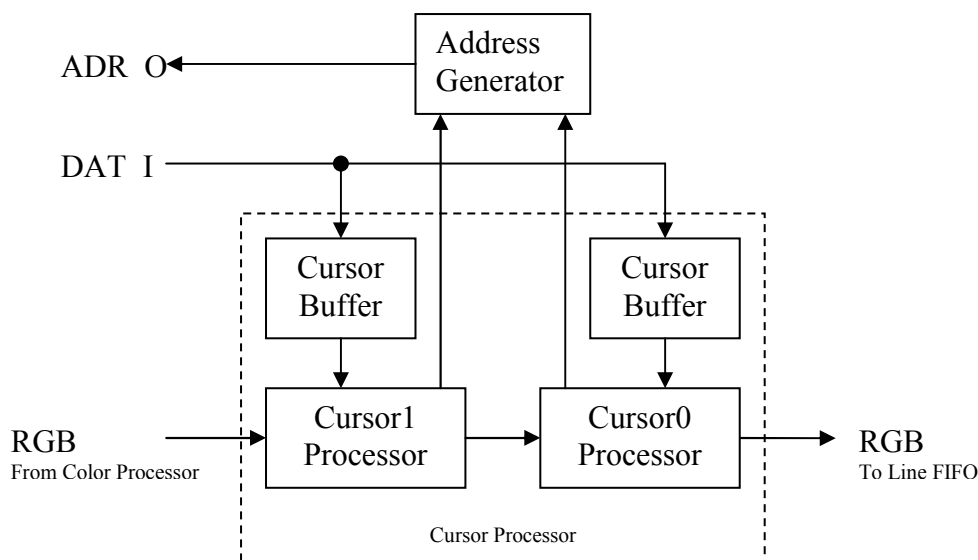 Address
Generator
ADR O
DAT I
Cursor
Buffer
Cursor
Buffer
RGB
From Color Processor
Cursor1
Processor
Cursor0
Processor
RGB
To Line FIFO
Cursor Processor